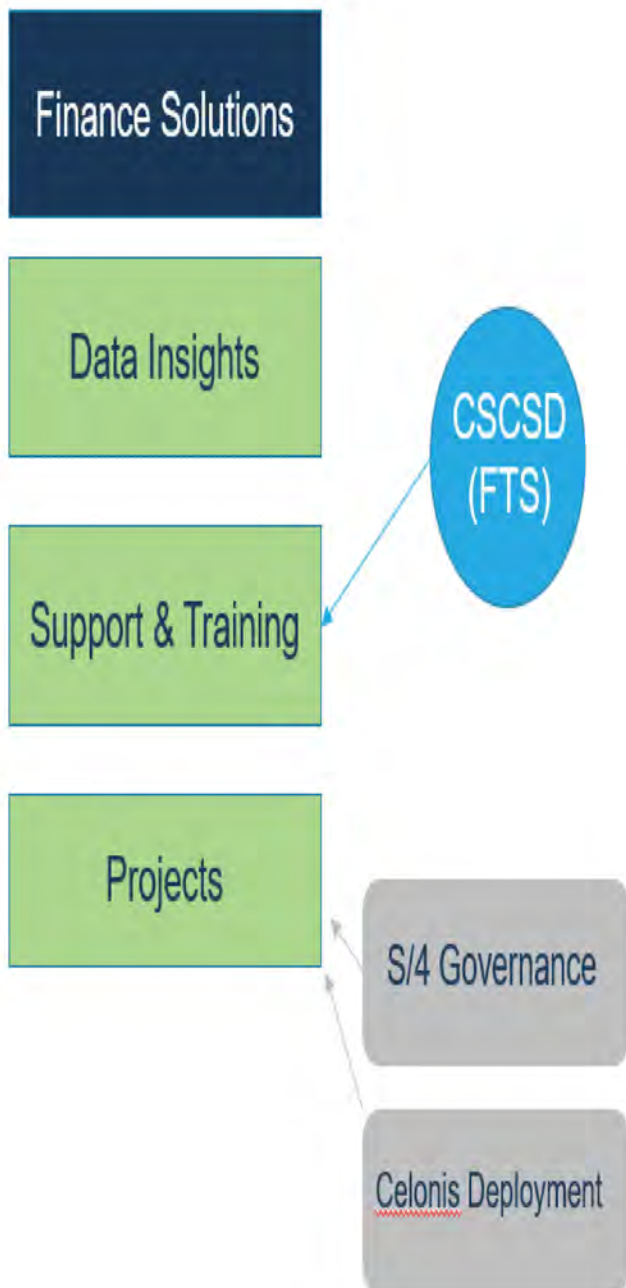 Finance Solutions
Data Insights
CSCSD
(FTS)
Support & Training
Projects
S/4 Governance
Celonis Deployment